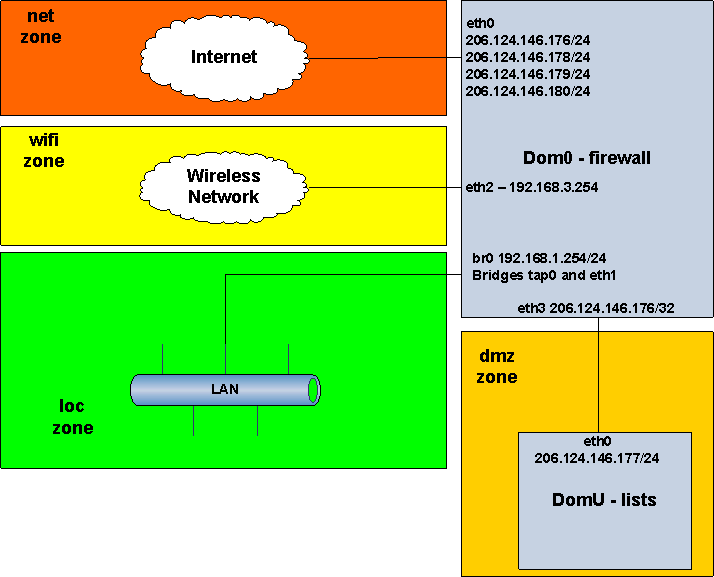 net
zone
Internet
eth0
206.124.146.176/24
206.124.146.178/24
206.124.146.179/24
206.124.146.180/24
Dom0 - firewall
wifi
zone
Wireless
Network
eth2 – 192.168.3.254
br0 192.168.1.254/24
Bridges tap0 and eth1
eth3 206.124.146.176/32
LAN
loc
zone
dmz
zone
eth0
206.124.146.177/24
DomU - lists